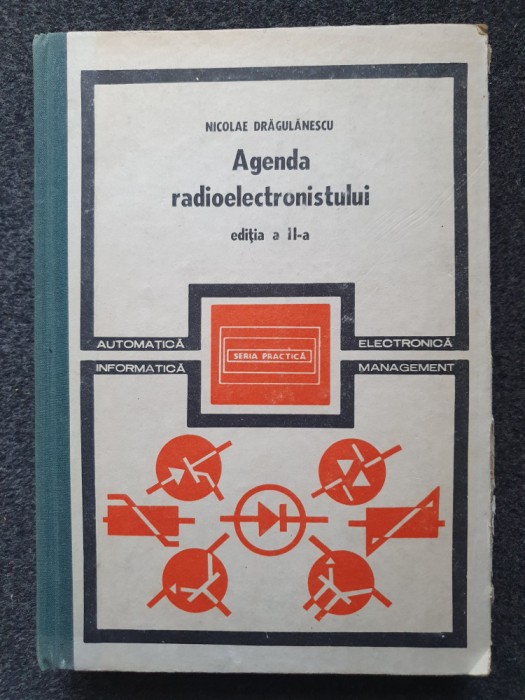 NICOLAE DRĂGULĂNESCU
Agenda
radioelectronistului
ediția a II-a
AUTOMATICĂ
ELECTRONICĂ
SERIA PRACTICĂ
INFORMATICĂ
MANAGEMENT